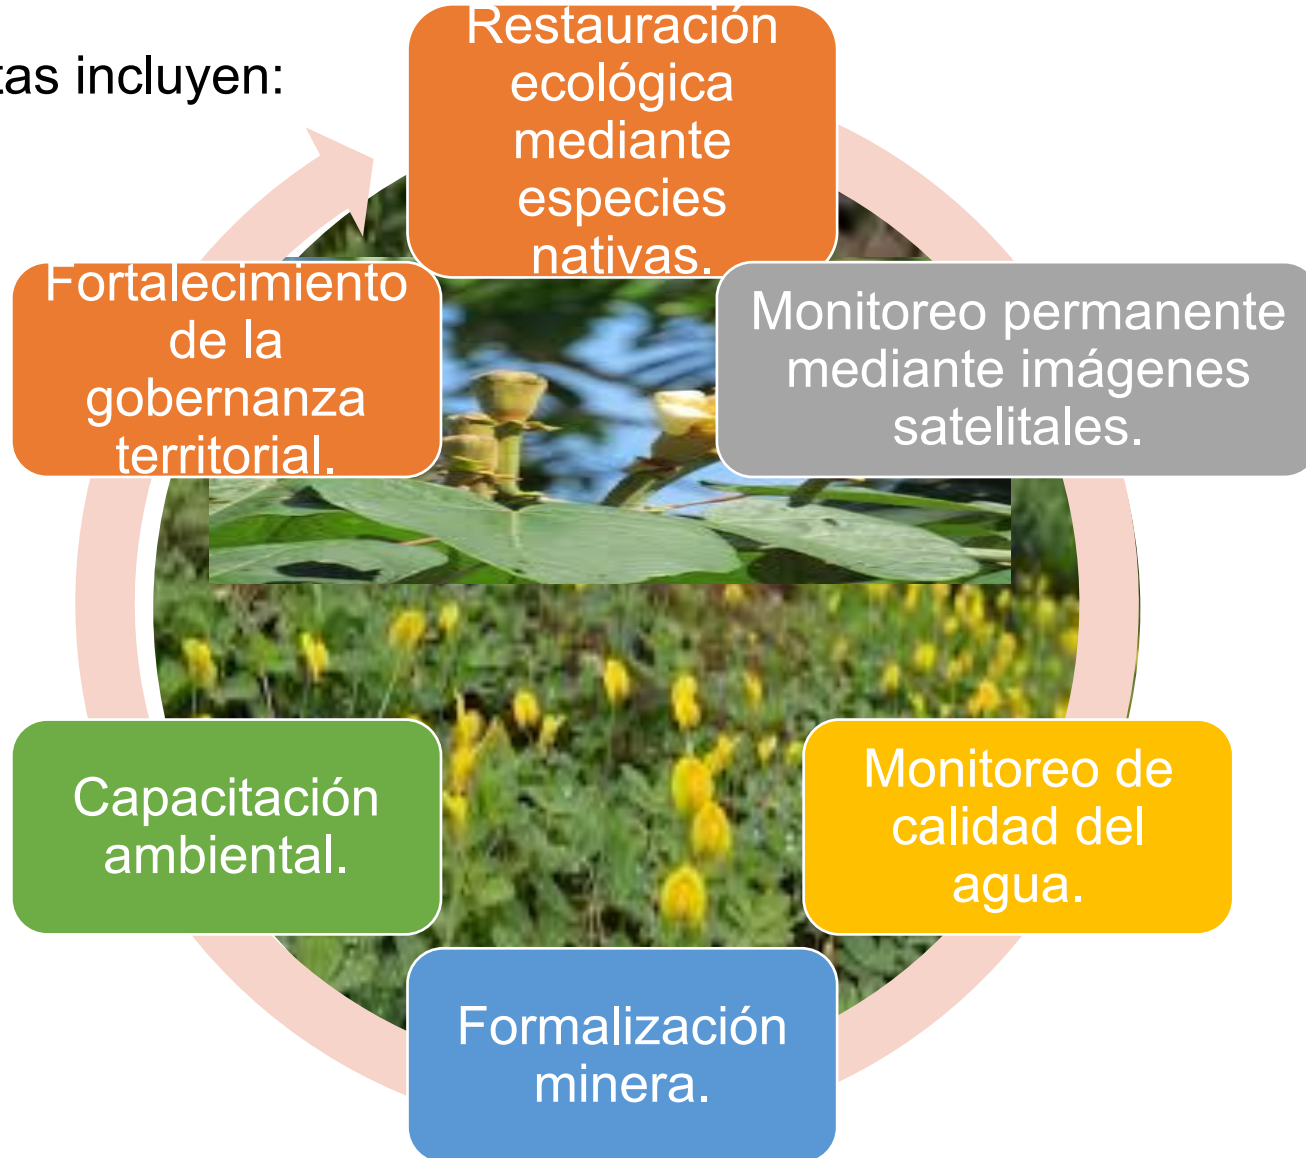 tas incluyen:
Restauración
ecológica
mediante
especies
nativas.
Monitoreo permanente
mediante imágenes
satelitales.
Monitoreo de
calidad del
agua.
Formalización
minera.
Capacitación
ambiental.
Fortalecimiento
de la
gobernanza
territorial.